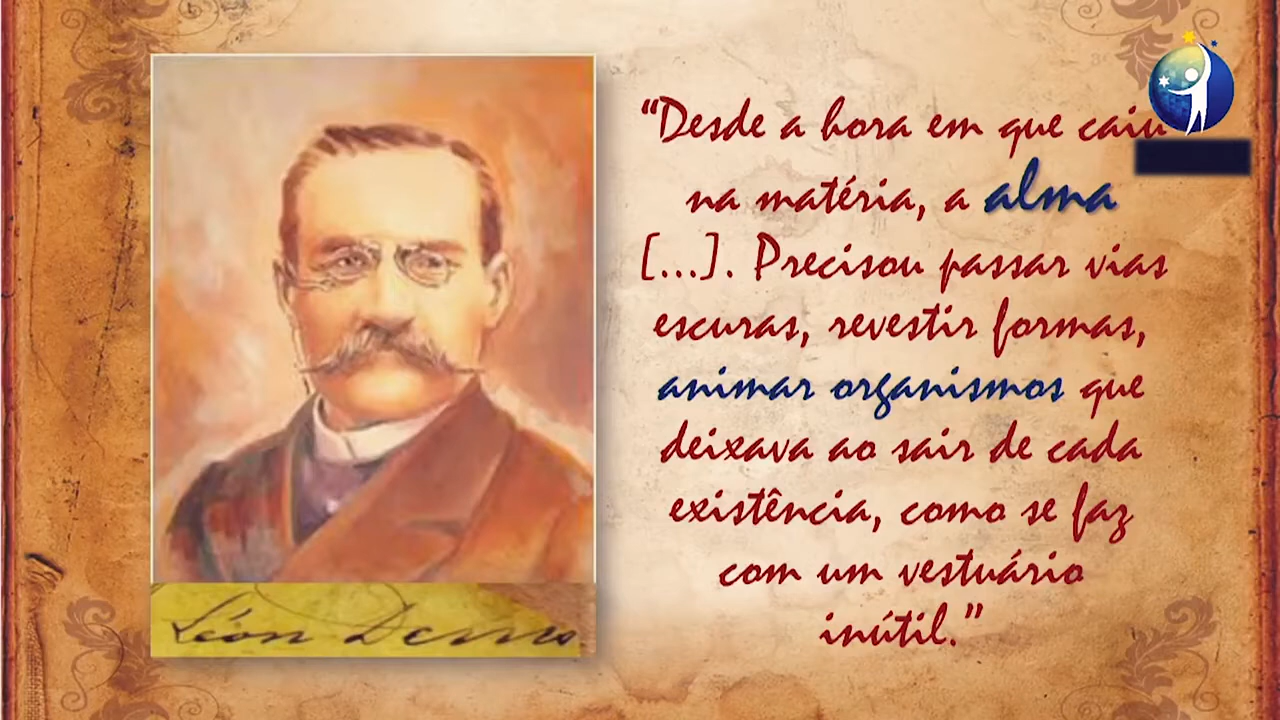 “Desde a hora em que caiu
na matéria, a alma
[...]. Precisou passar vias
escuras, revestir formas,
animar organismos que
deixava ao sair de cada
existência, como se faz
com um vestuário
inútil.”
Léon Denis